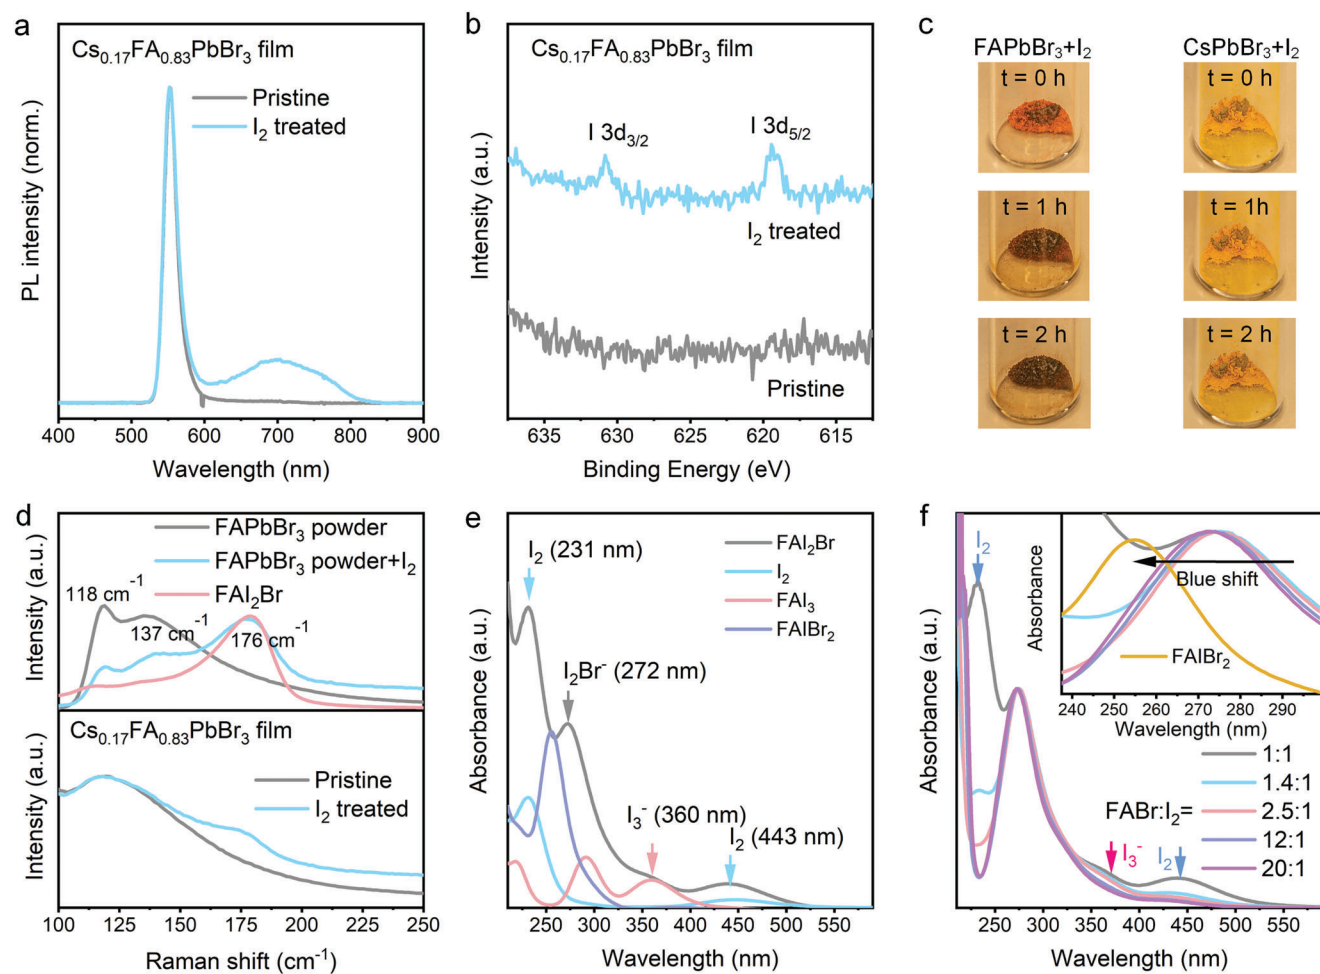 a
Cs0.17FA0.83PbBr3 film
Pristine
I2 treated
PL intensity (norm.)
400 500 600 700 800 900
Wavelength (nm)
b
Cs0.17FA0.83PbBr3 film
I 3d3/2
I 3d5/2
I2 treated
Pristine
Intensity (a.u.)
635 630 625 620 615
Binding Energy (eV)
c
FAPbBr3+I2
CsPbBr3+I2
t = 0 h
t = 0 h
t = 1 h
t = 1h
t = 2 h
t = 2 h
d
FAPbBr3 powder
FAPbBr3 powder+I2
FAI2Br
118 cm-1
137 cm-1
176 cm-1
Intensity (a.u.)
Cs0.17FA0.83PbBr3 film
Pristine
I2 treated
Intensity (a.u.)
100 125 150 175 200 225 250
Raman shift (cm-1)
e
I2 (231 nm)
I2Br- (272 nm)
I3- (360 nm)
I2 (443 nm)
FAI2Br
I2
FAI3
FAIBr2
Absorbance (a.u.)
250 300 350 400 450 500 550
Wavelength (nm)
f
I2
Absorbance
Blue shift
FAIBr2
240 250 260 270 280 290
Wavelength (nm)
FABr:I2=
1:1
1.4:1
2.5:1
12:1
20:1
I3-
I2
Absorbance (a.u.)
250 300 350 400 450 500 550
Wavelength (nm)